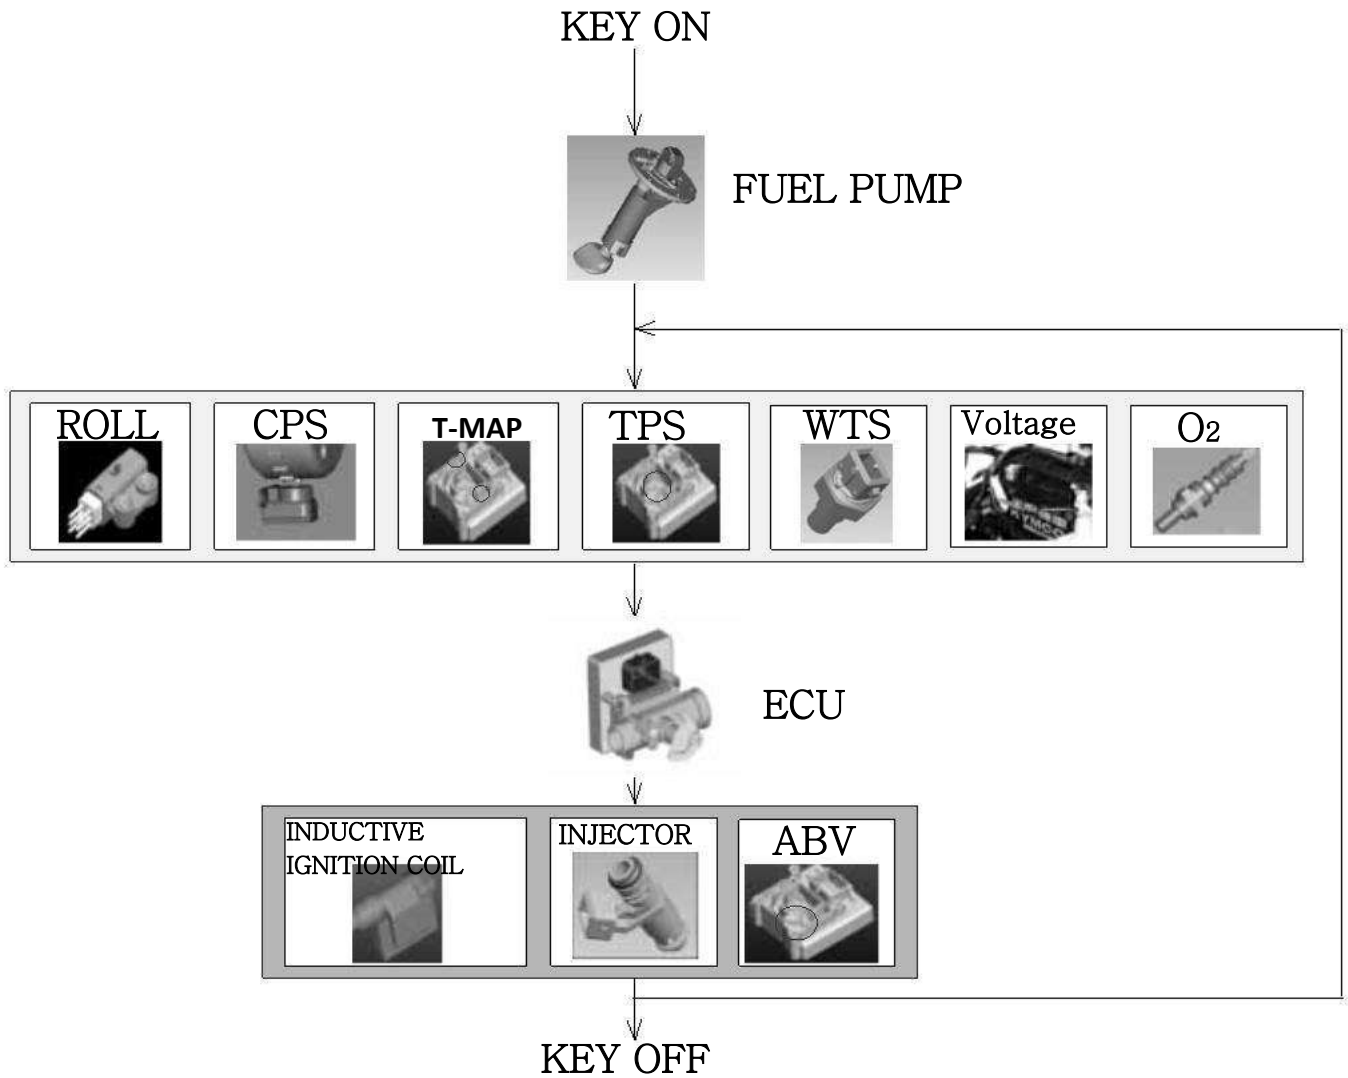 KEY ON
FUEL PUMP
ROLL
CPS
T-MAP
TPS
WTS
Voltage
O2
ECU
INDUCTIVE
IGNITION COIL
INJECTOR
ABV
KEY OFF